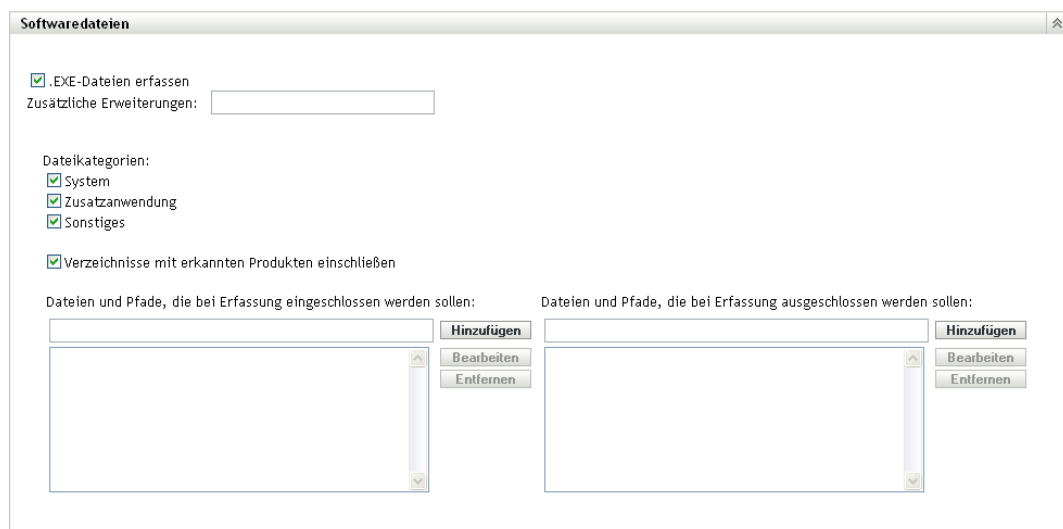 Softwaredateien
.EXE-Dateien erfassen
Zusätzliche Erweiterungen:
Dateikategorien:
System
Zusatzanwendung
Sonstiges
Verzeichnisse mit erkannten Produkten einschließen
Dateien und Pfade, die bei Erfassung eingeschlossen werden sollen:
Dateien und Pfade, die bei Erfassung ausgeschlossen werden sollen:
Hinzufügen
Hinzufügen
Bearbeiten
Bearbeiten
Entfernen
Entfernen